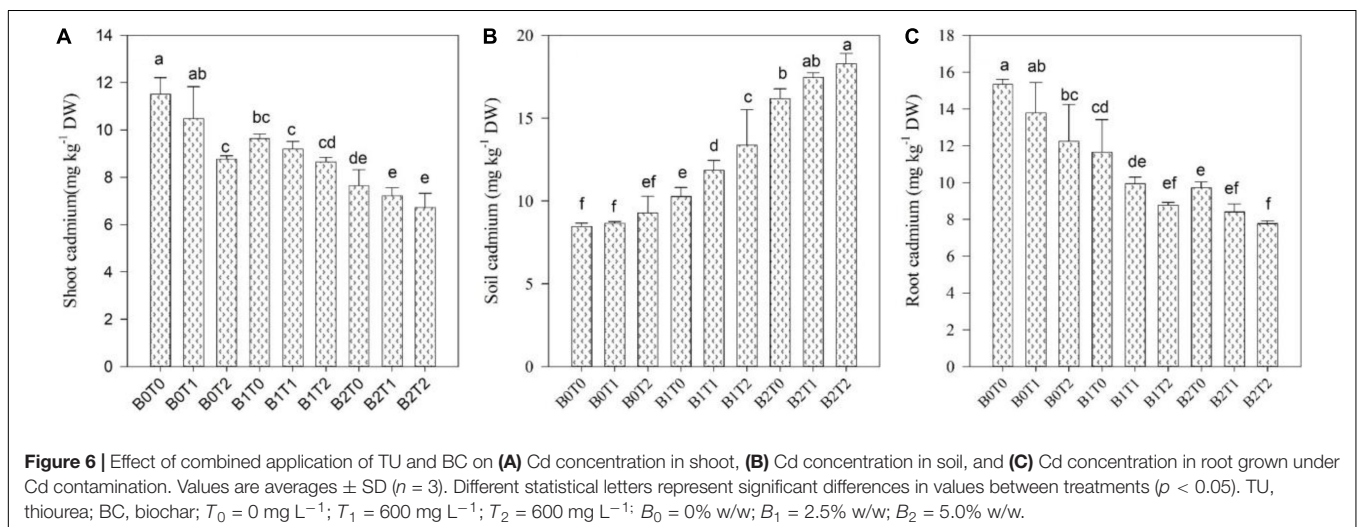 A
14
12
10
8
6
4
2
0
Shoot cadmium(mg kg⁻¹ DW)
a
ab
c
bc
c
cd
de
e
e
B0T0
B0T1
B0T2
B1T0
B1T1
B1T2
B2T0
B2T1
B2T2
B
20
15
10
5
0
Soil cadmium (mg kg⁻¹ DW)
f
f
ef
e
d
c
b
ab
a
B0T0
B0T1
B0T2
B1T0
B1T1
B1T2
B2T0
B2T1
B2T2
C
18
16
14
12
10
8
6
4
2
0
Root cadmium (mg kg⁻¹ DW)
a
ab
bc
cd
de
ef
e
ef
f
B0T0
B0T1
B0T2
B1T0
B1T1
B1T2
B2T0
B2T1
B2T2
Figure 6 | Effect of combined application of TU and BC on (A) Cd concentration in shoot, (B) Cd concentration in soil, and (C) Cd concentration in root grown under
Cd contamination. Values are averages ± SD (n = 3). Different statistical letters represent significant differences in values between treatments (p < 0.05). TU,
thiourea; BC, biochar; T₀ = 0 mg L⁻¹; T₁ = 600 mg L⁻¹; T₂ = 600 mg L⁻¹; B₀ = 0% w/w; B₁ = 2.5% w/w; B₂ = 5.0% w/w.